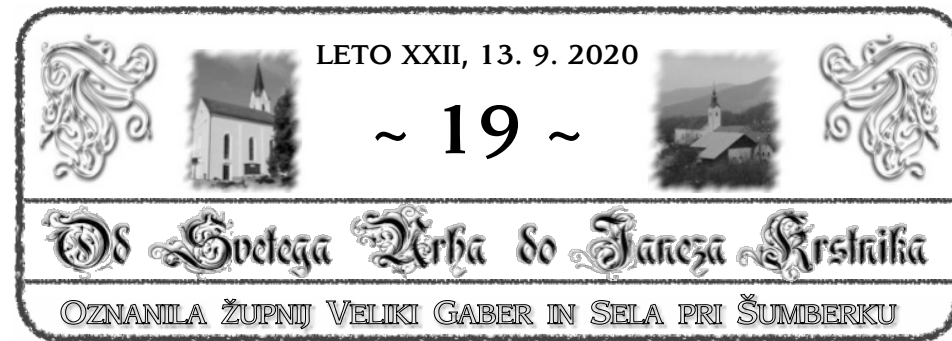 LETO XXII, 13. 9. 2020
~ 19 ~
Od Svetega Urha do Janeza Krstnika
OZNANILA ŽUPNIJ VELIKI GABER IN SELA PRI ŠUMBERKU